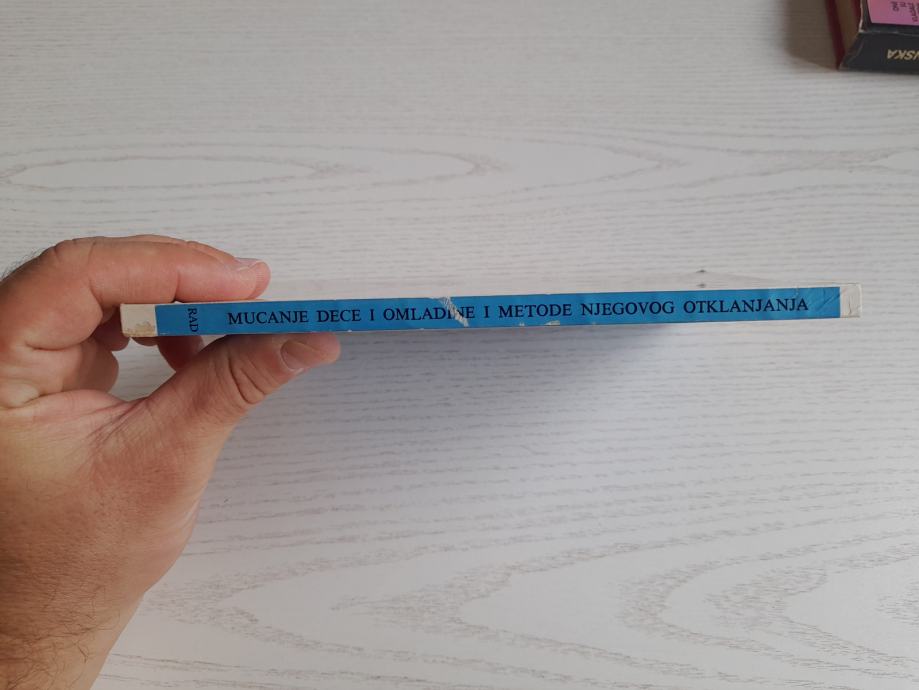 RAD
MUCANJE DECE I OMLADINE I METODE NJEGOVOG OTKLANJANJA